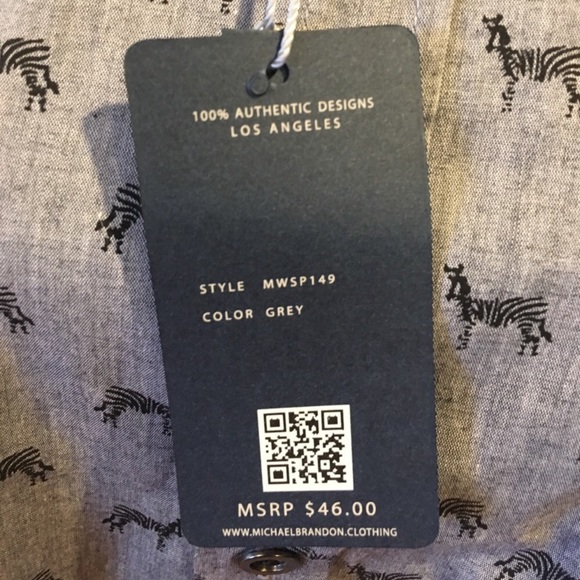 100% AUTHENTIC DESIGNS
LOS ANGELES
STYLE MWSP149
COLOR GREY
MSRP $46.00
WWW.MICHAELBRANDON.CLOTHING